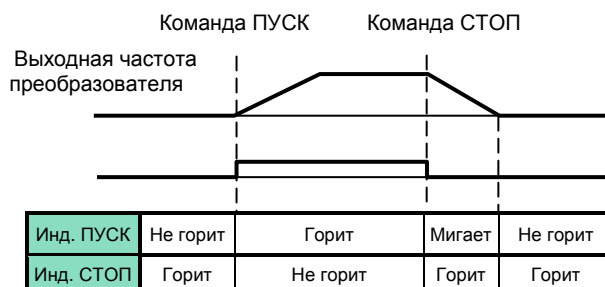 Команда ПУСК Команда СТОП
Выходная частота
преобразователя
Инд. ПУСК Не горит Горит Мигает Не горит
Инд. СТОП Горит Не горит Горит Горит